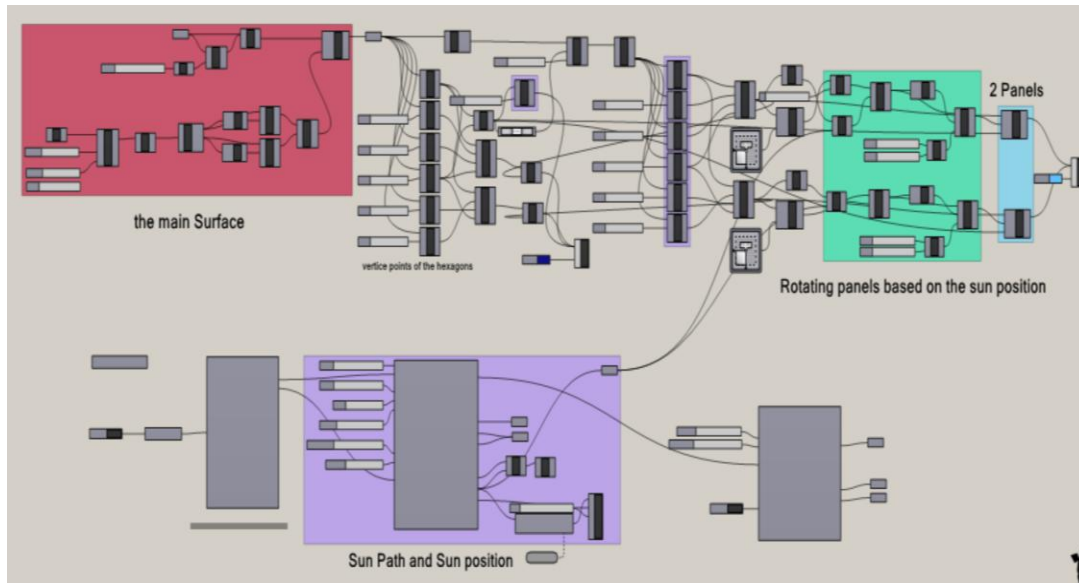 2 Panels
the main Surface
vertice points of the hexagons
Rotating panels based on the sun position
Sun Path and Sun position